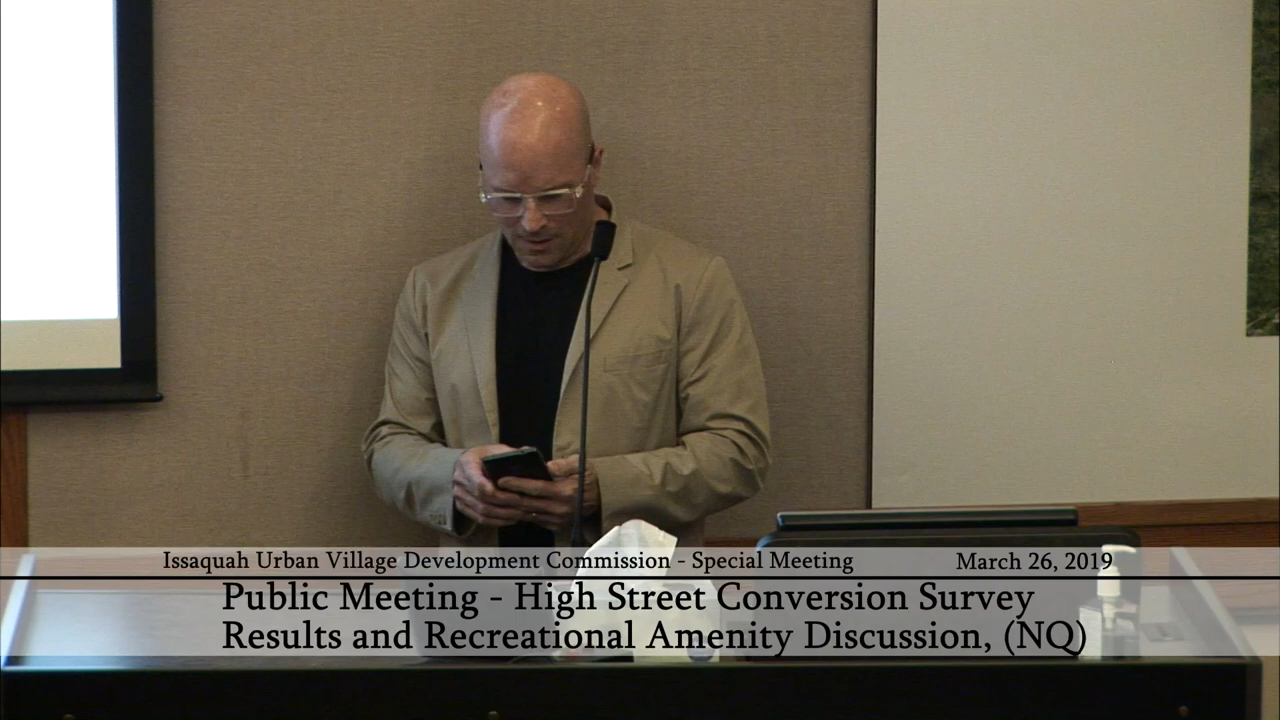 Issaquah Urban Village Development Commission - Special Meeting
March 26, 2019
Public Meeting - High Street Conversion Survey
Results and Recreational Amenity Discussion, (NQ)